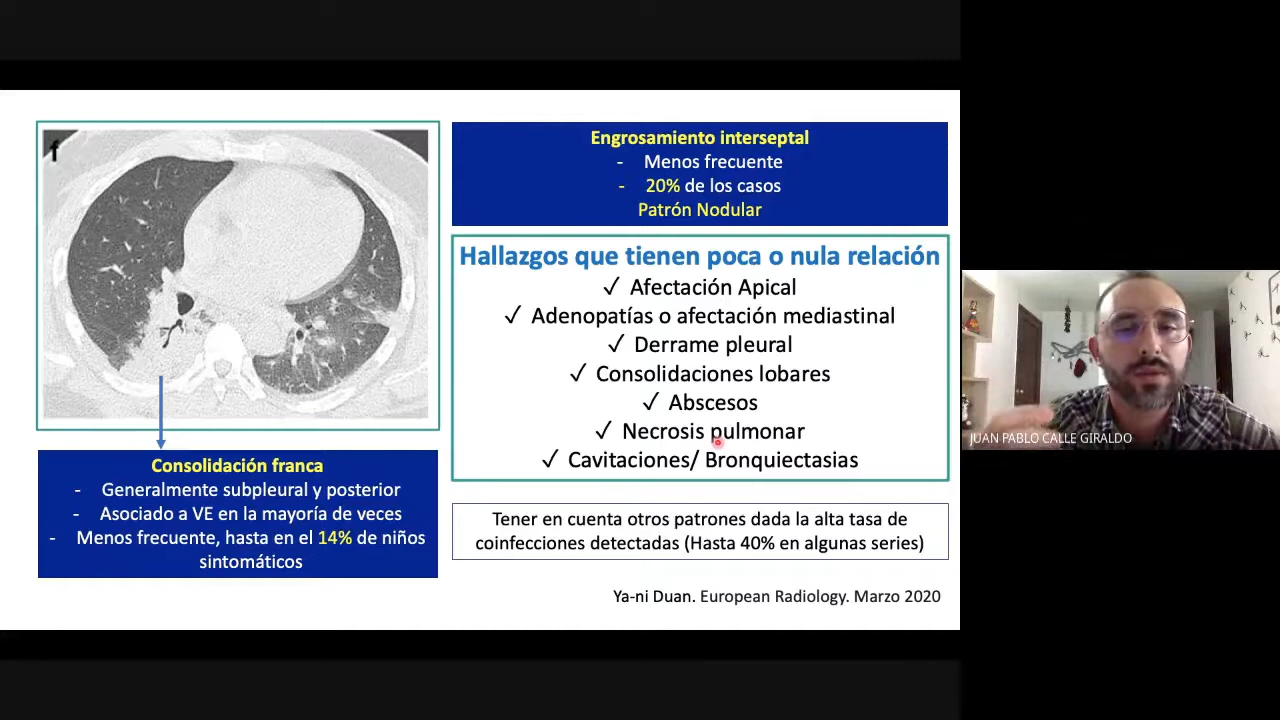 f
Consolidación franca
- Generalmente subpleural y posterior
- Asociado a VE en la mayoría de veces
- Menos frecuente, hasta en el 14% de niños
sintomáticos
Engrosamiento interseptal
- Menos frecuente
- 20% de los casos
Patrón Nodular
Hallazgos que tienen poca o nula relación
✓ Afectación Apical
✓ Adenopatías o afectación mediastinal
✓ Derrame pleural
✓ Consolidaciones lobares
✓ Abscesos
✓ Necrosis pulmonar
✓ Cavitaciones/ Bronquiectasias
Tener en cuenta otros patrones dada la alta tasa de
coinfecciones detectadas (Hasta 40% en algunas series)
Ya-ni Duan. European Radiology. Marzo 2020
JUAN PABLO CALLE GIRALDO